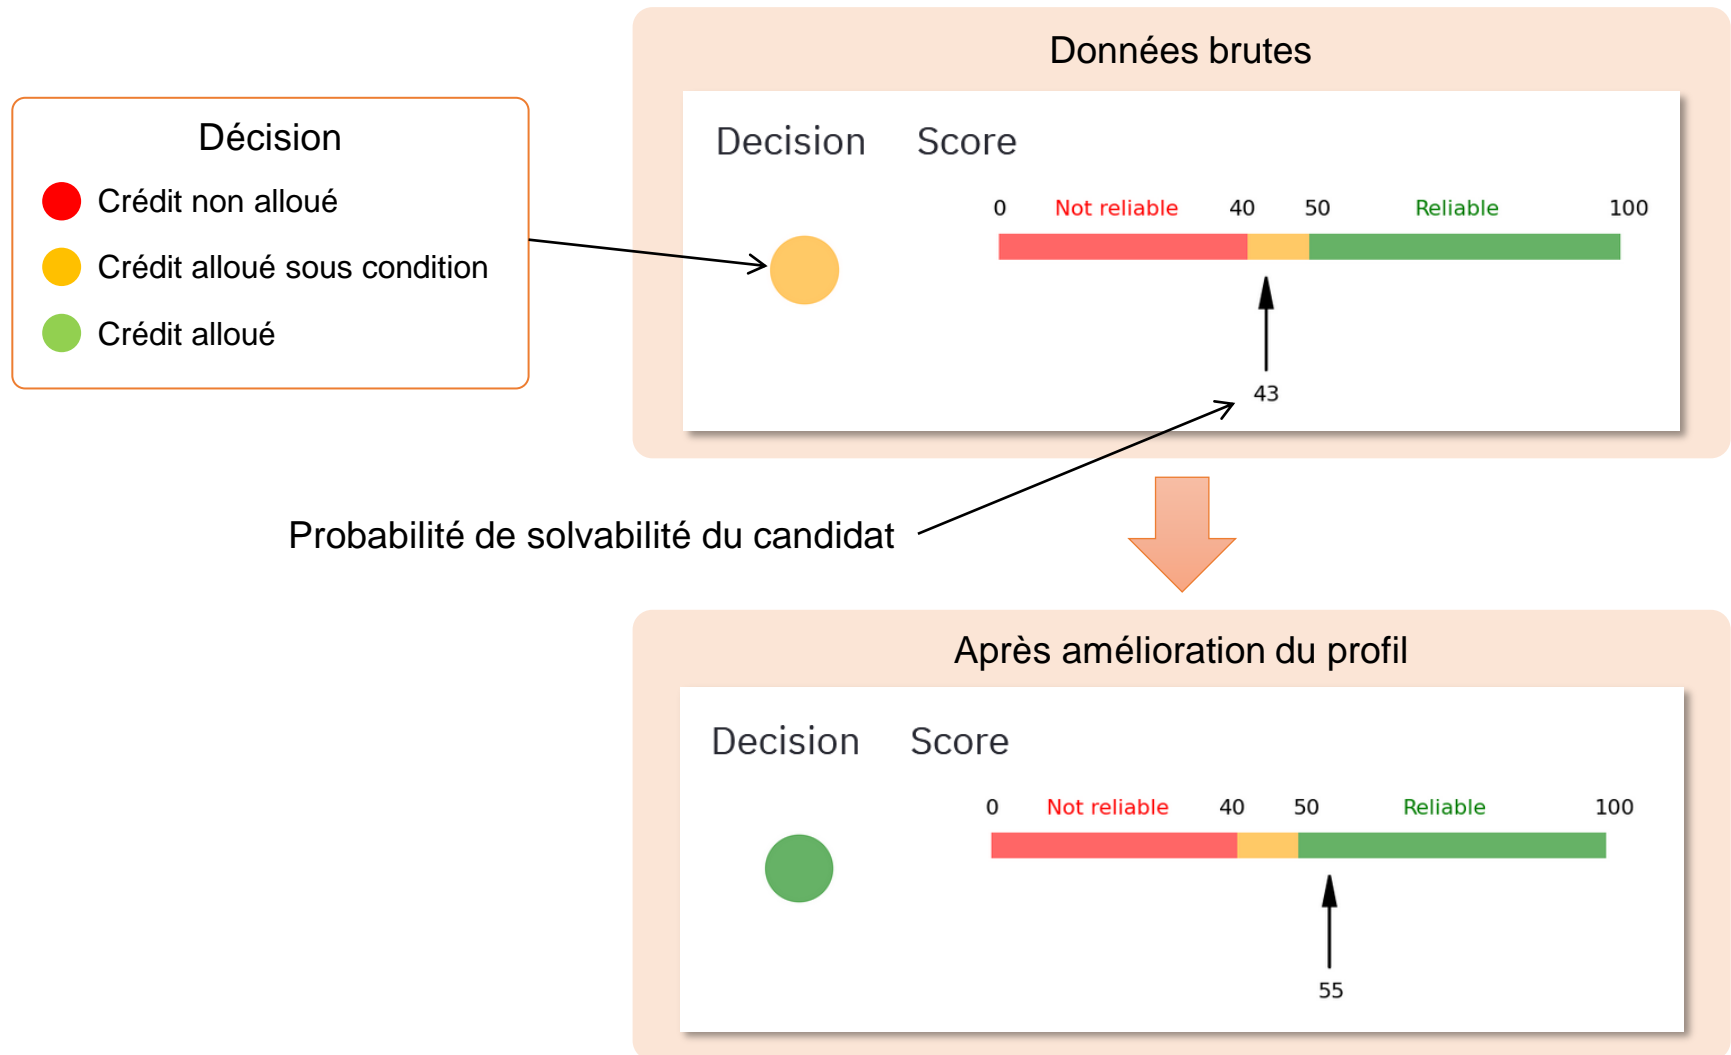 Données brutes
Décision
Crédit non alloué
Crédit alloué sous condition
Crédit alloué
Decision Score
0 Not reliable 40 50 Reliable 100
43
Probabilité de solvabilité du candidat
Après amélioration du profil
Decision Score
0 Not reliable 40 50 Reliable 100
55